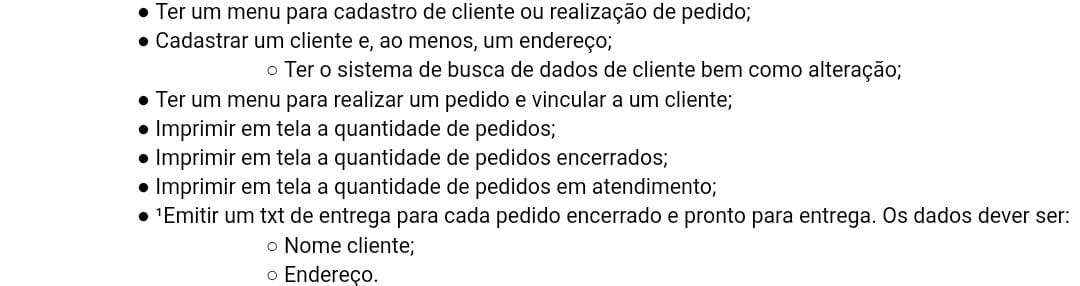 ● Ter um menu para cadastro de cliente ou realização de pedido;
● Cadastrar um cliente e, ao menos, um endereço;
○ Ter o sistema de busca de dados de cliente bem como alteração;
● Ter um menu para realizar um pedido e vincular a um cliente;
● Imprimir em tela a quantidade de pedidos;
● Imprimir em tela a quantidade de pedidos encerrados;
● Imprimir em tela a quantidade de pedidos em atendimento;
● ¹Emitir um txt de entrega para cada pedido encerrado e pronto para entrega. Os dados dever ser:
○ Nome cliente;
○ Endereço.